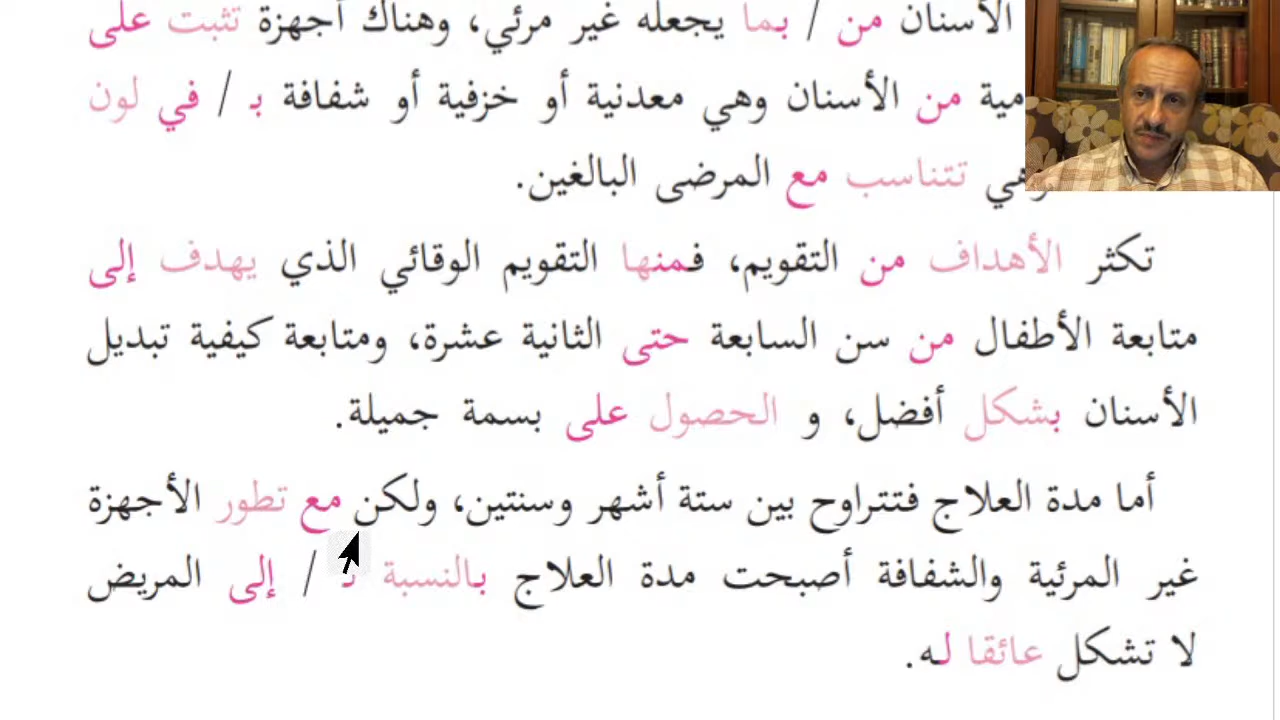 الأسنان من / بما يجعله غير مرئي، وهناك أجهزة تثبت على
من الأسنان وهي معدنية أو خزفية أو شفافة بـ / في لون
تتناسب مع المرضى البالغين.
تكثر الأهداف من التقويم، فمنها التقويم الوقائي الذي يهدف إلى
متابعة الأطفال من سن السابعة حتى الثانية عشرة، ومتابعة كيفية تبديل
الأسنان بشكل أفضل، و الحصول على بسمة جميلة.
أما مدة العلاج فتتراوح بين ستة أشهر وسنتين، ولكن مع تطور الأجهزة
غير المرئية والشفافة أصبحت مدة العلاج بالنسبة لـ / إلى المريض
لا تشكل عائقا له.